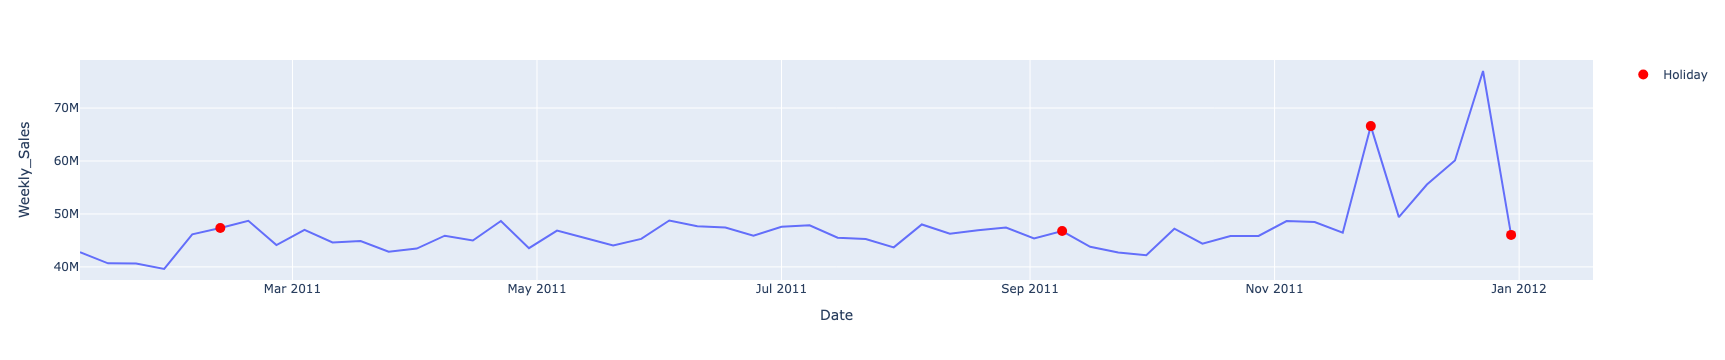 Holiday
Weekly_Sales
70M
60M
50M
40M
Mar 2011
May 2011
Jul 2011
Sep 2011
Nov 2011
Jan 2012
Date